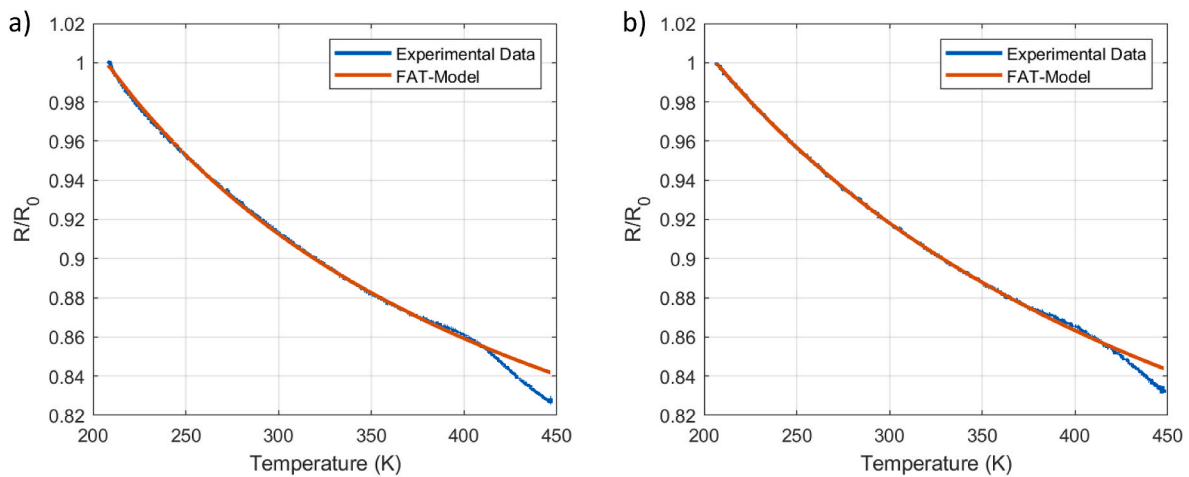 a)
1.02
1
0.98
0.96
0.94
0.92
0.9
0.88
0.86
0.84
0.82
R/R0
200 250 300 350 400 450
Temperature (K)
Experimental Data
FAT-Model
b)
1.02
1
0.98
0.96
0.94
0.92
0.9
0.88
0.86
0.84
0.82
R/R0
200 250 300 350 400 450
Temperature (K)
Experimental Data
FAT-Model